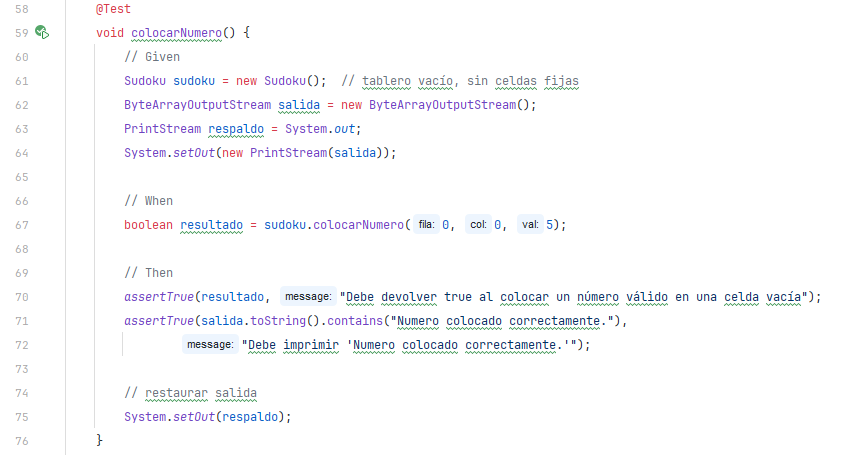 58 @Test
59 void colocarNumero() {
60 // Given
61 Sudoku sudoku = new Sudoku(); // tablero vacío, sin celdas fijas
62 ByteArrayOutputStream salida = new ByteArrayOutputStream();
63 PrintStream respaldo = System.out;
64 System.setOut(new PrintStream(salida));
65
66 // When
67 boolean resultado = sudoku.colocarNumero( fila: 0, col: 0, val: 5);
68
69 // Then
70 assertTrue(resultado, message: "Debe devolver true al colocar un número válido en una celda vacía");
71 assertTrue(salida.toString().contains("Numero colocado correctamente."),
72 message: "Debe imprimir 'Numero colocado correctamente.'");
73
74 // restaurar salida
75 System.setOut(respaldo);
76 }